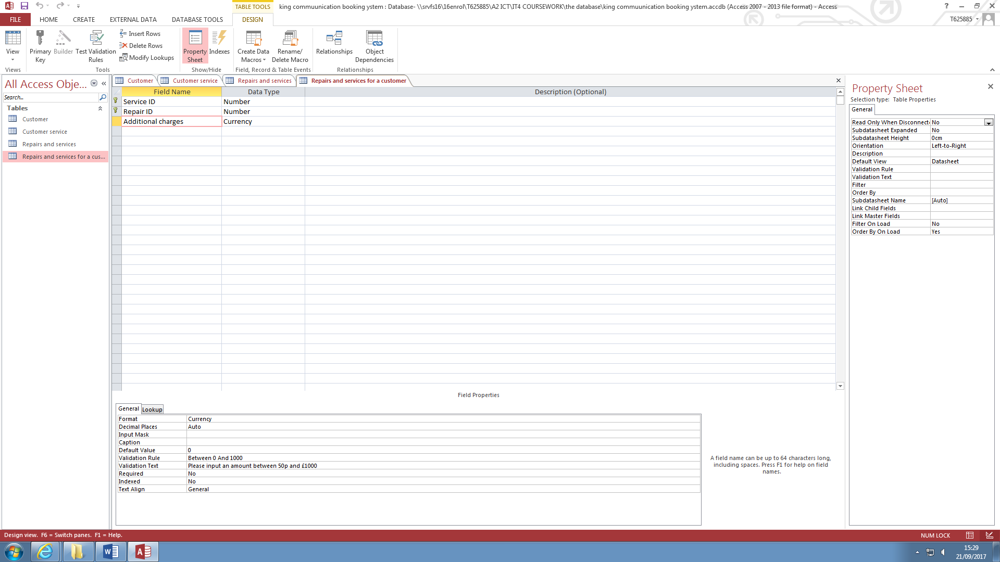 TABLE TOOLS
king commuunication booking ystem : Database- \\srvfs16\16enrol\T625885\A2 ICT\IT4 COURSEWORK\the database\king commuunication booking ystem.accdb (Access 2007 - 2013 file format) - Access
FILE HOME CREATE EXTERNAL DATA DATABASE TOOLS DESIGN
T625885
View
Primary Key
Builder
Test Validation Rules
Insert Rows
Delete Rows
Modify Lookups
Property Sheet
Indexes
Create Data Macros
Rename/ Delete Macro
Relationships
Object Dependencies
Views Tools Show/Hide Field, Record & Table Events Relationships
All Access Obje...
Search...
Tables
Customer
Customer service
Repairs and services
Repairs and services for a cus...
Customer Customer service Repairs and services Repairs and services for a customer
Field Name Data Type Description (Optional)
Service ID Number
Repair ID Number
Additional charges Currency
Field Properties
General Lookup
Format Currency
Decimal Places Auto
Input Mask
Caption
Default Value 0
Validation Rule Between 0 And 1000
Validation Text Please input an amount between 50p and £1000
Required No
Indexed No
Text Align General
A field name can be up to 64 characters long,
including spaces. Press F1 for help on field
names.
Property Sheet
Selection type: Table Properties
General
Read Only When Disconnecte No
Subdatasheet Expanded No
Subdatasheet Height 0cm
Orientation Left-to-Right
Description
Default View Datasheet
Validation Rule
Validation Text
Filter
Order By
Subdatasheet Name [Auto]
Link Child Fields
Link Master Fields
Filter On Load No
Order By On Load Yes
Design view. F6 = Switch panes. F1 = Help.
NUM LOCK
15:29
21/09/2017